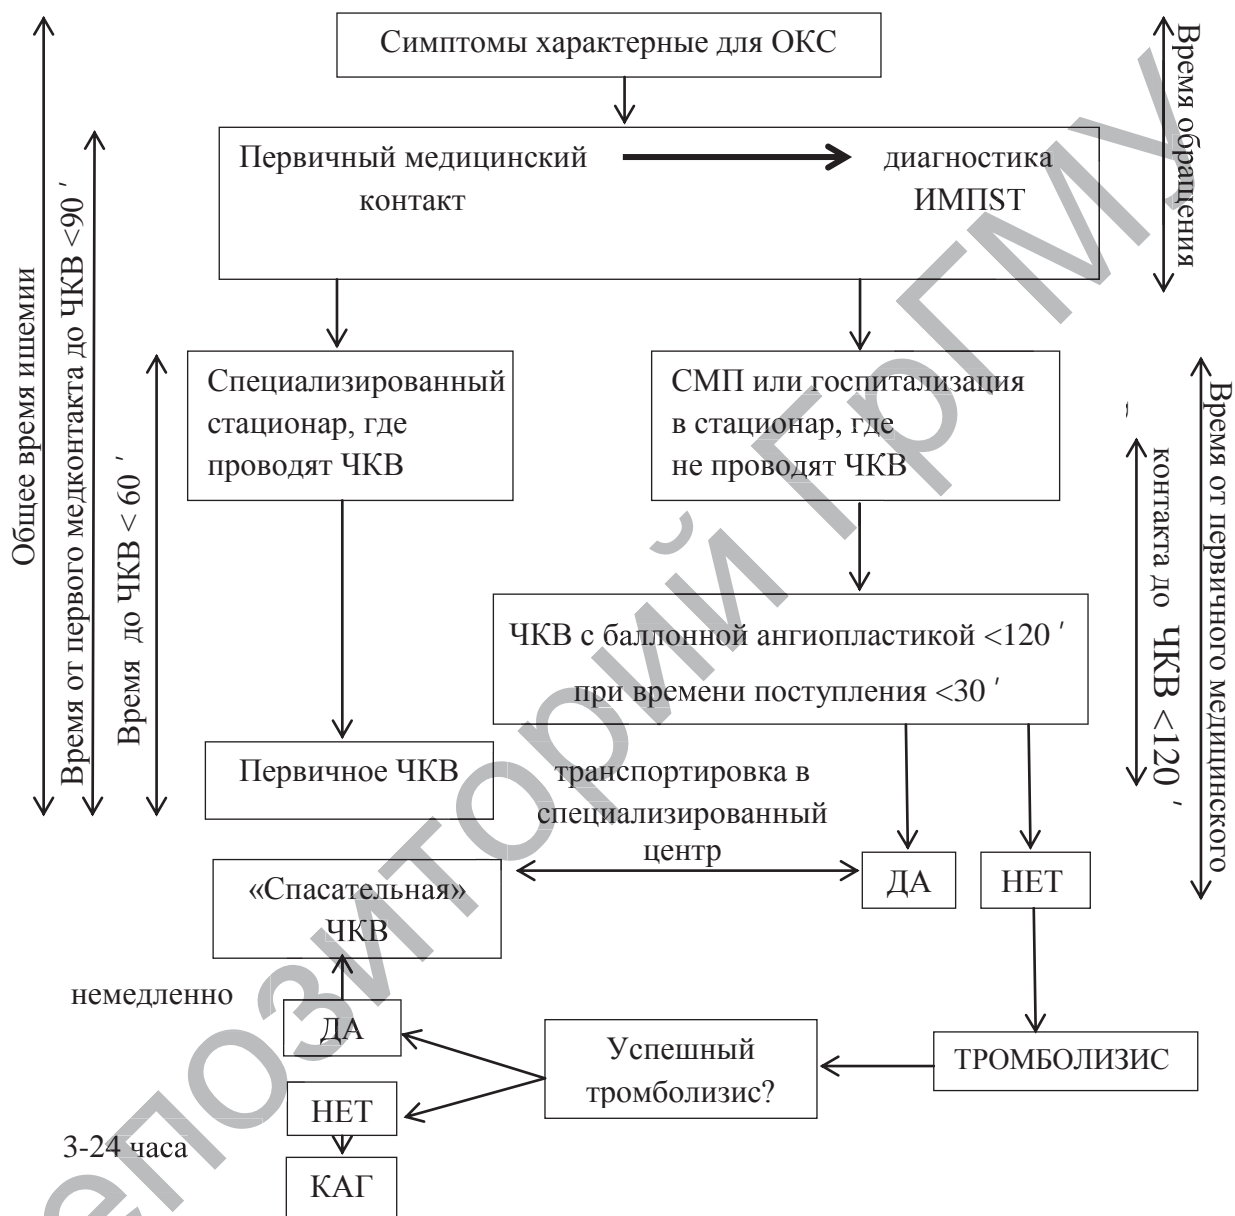 Симптомы характерные для ОКС
Первичный медицинский
контакт
диагностика
ИМПST
Время обращения
Общее время ишемии
Время от первого медконтакта до ЧКВ <90 ′
Время до ЧКВ < 60 ′
Специализированный
стационар, где
проводят ЧКВ
СМП или госпитализация
в стационар, где
не проводят ЧКВ
Время от первичного медицинского
контакта до ЧКВ <120 ′
ЧКВ с баллонной ангиопластикой <120 ′
при времени поступления <30 ′
Первичное ЧКВ
транспортировка в
специализированный
центр
ДА
НЕТ
«Спасательная»
ЧКВ
немедленно
ДА
Успешный
тромболизис?
ТРОМБОЛИЗИС
НЕТ
3-24 часа
КАГ
епозиторий ГрГМУ